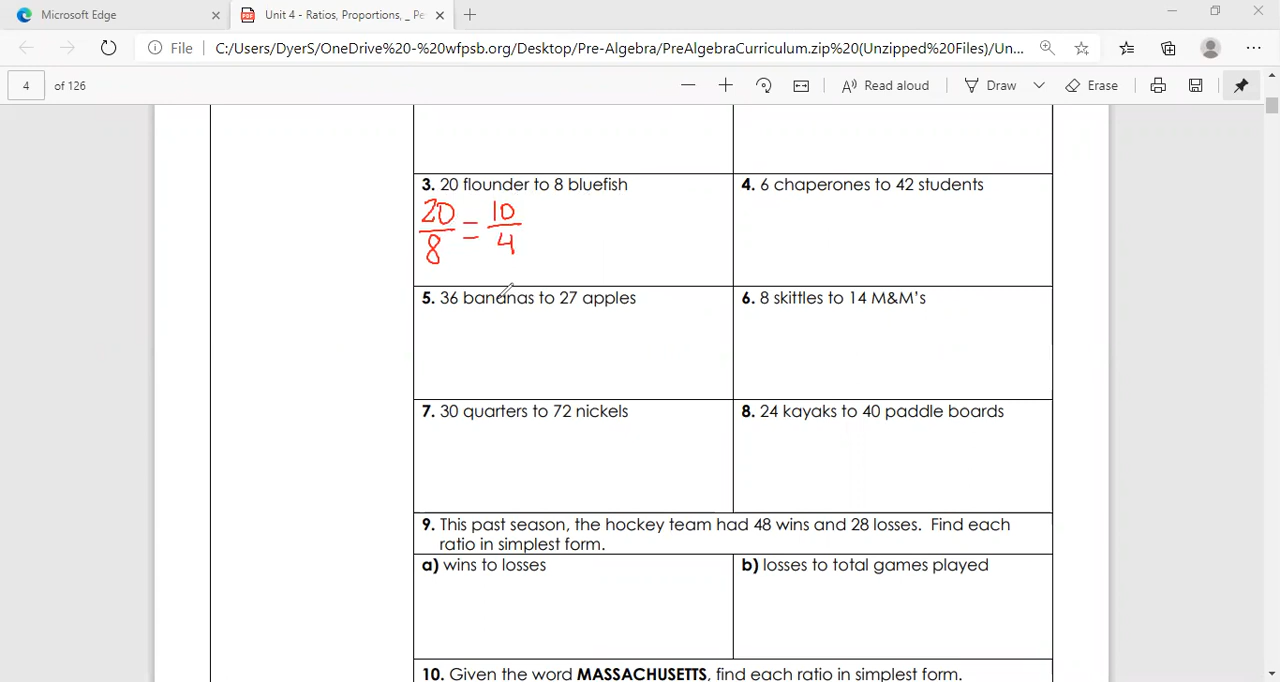 Microsoft Edge
Unit 4 - Ratios, Proportions, _ Pe
File
C:/Users/DyerS/OneDrive%20-%20wfpsb.org/Desktop/Pre-Algebra/PreAlgebraCurriculum.zip%20(Unzipped%20Files)/Un...
4 of 126
Read aloud
Draw
Erase
3. 20 flounder to 8 bluefish
20/8 = 10/4
4. 6 chaperones to 42 students
5. 36 bananas to 27 apples
6. 8 skittles to 14 M&M's
7. 30 quarters to 72 nickels
8. 24 kayaks to 40 paddle boards
9. This past season, the hockey team had 48 wins and 28 losses. Find each
ratio in simplest form.
a) wins to losses
b) losses to total games played
10. Given the word MASSACHUSETTS, find each ratio in simplest form.